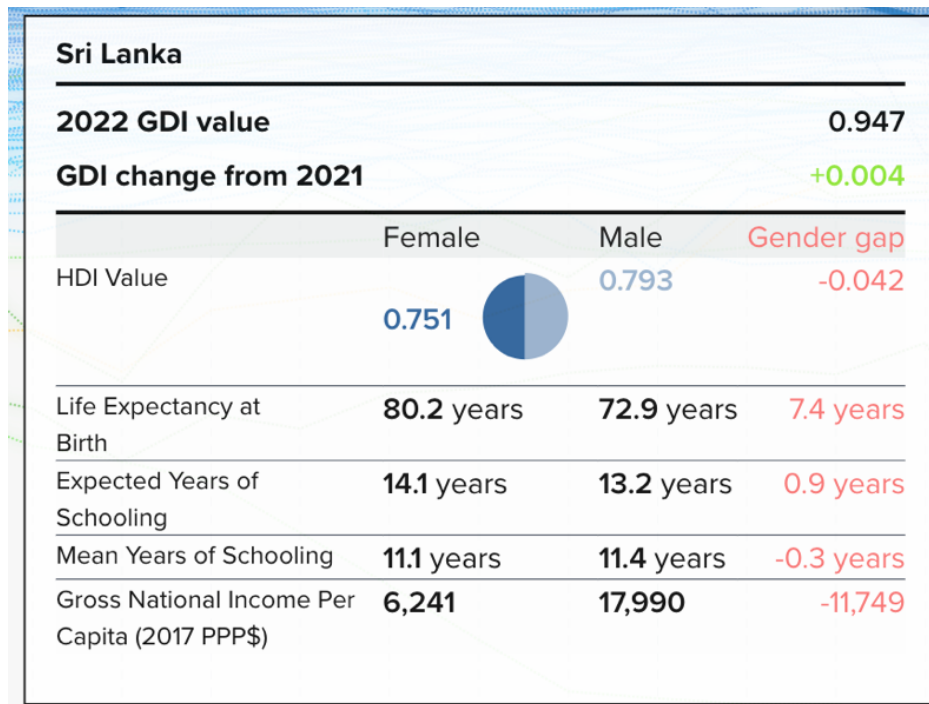 Sri Lanka
2022 GDI value 0.947
GDI change from 2021 +0.004
Female Male Gender gap
HDI Value 0.751 0.793 -0.042
Life Expectancy at Birth 80.2 years 72.9 years 7.4 years
Expected Years of Schooling 14.1 years 13.2 years 0.9 years
Mean Years of Schooling 11.1 years 11.4 years -0.3 years
Gross National Income Per Capita (2017 PPP$) 6,241 17,990 -11,749